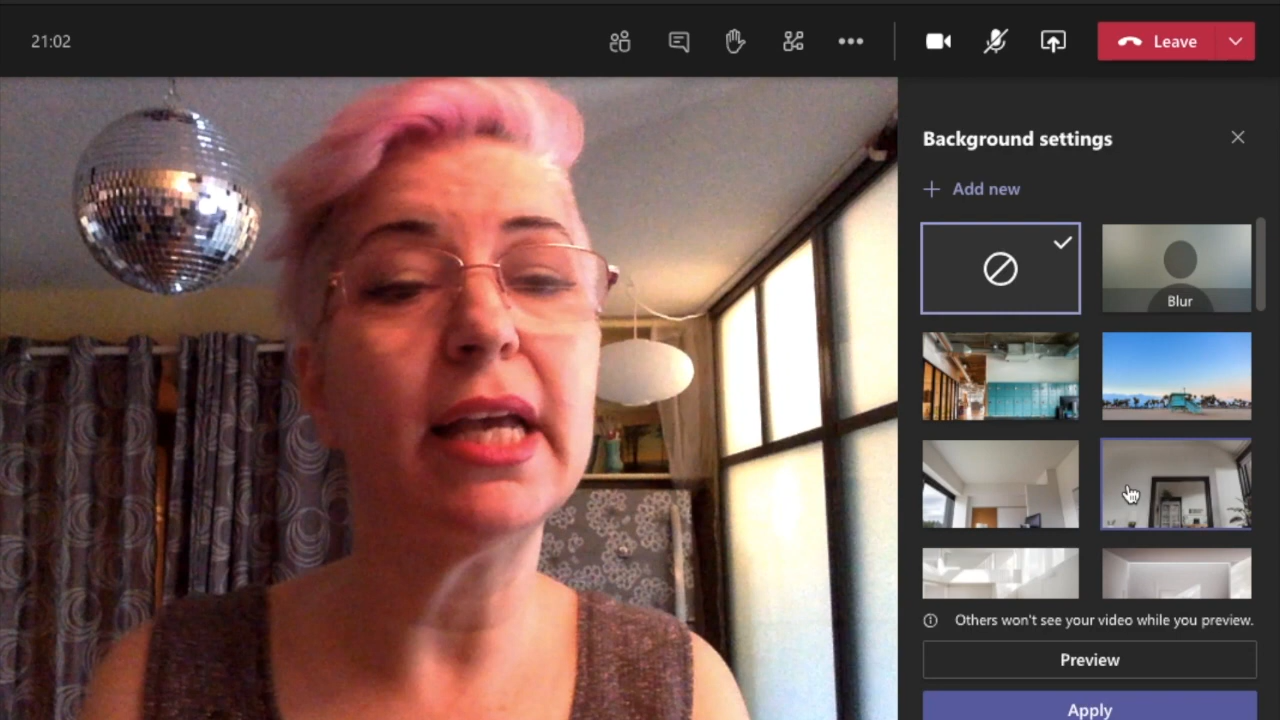 21:02
Leave
Background settings
Add new
Blur
Others won't see your video while you preview.
Preview
Apply